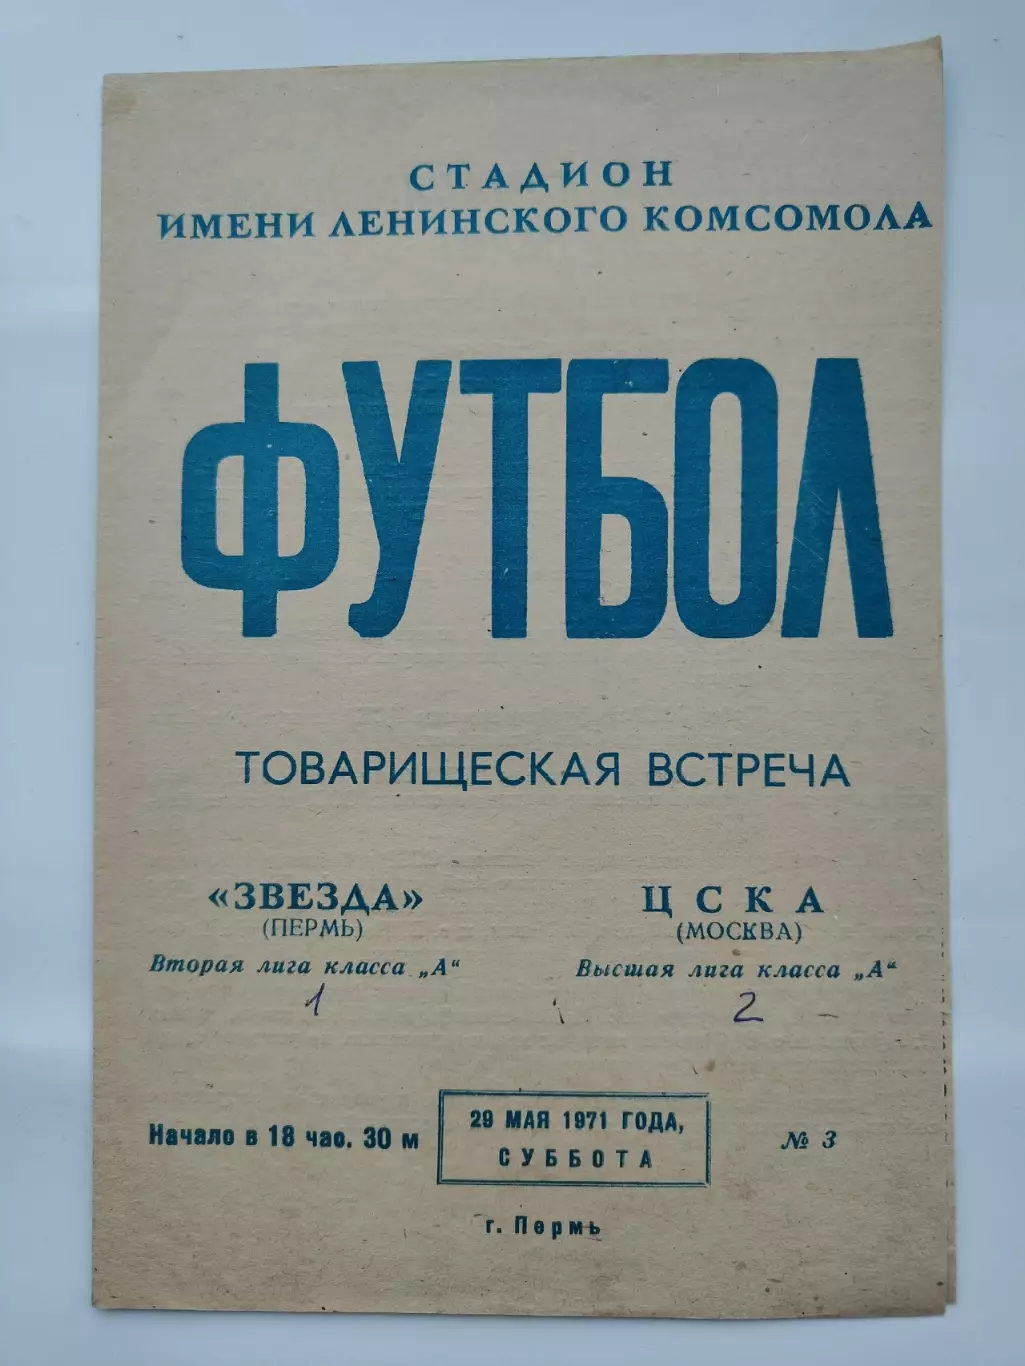 СТАДИОН
ИМЕНИ ЛЕНИНСКОГО КОМСОМОЛА
ФУТБОЛ
ТОВАРИЩЕСКАЯ ВСТРЕЧА
«ЗВЕЗДА»
(ПЕРМЬ)
Вторая лига класса „А“
1
ЦСКА
(МОСКВА)
Высшая лига класса „А“
2
Начало в 18 час. 30 м
29 МАЯ 1971 ГОДА,
СУББОТА
№ 3
г. Пермь